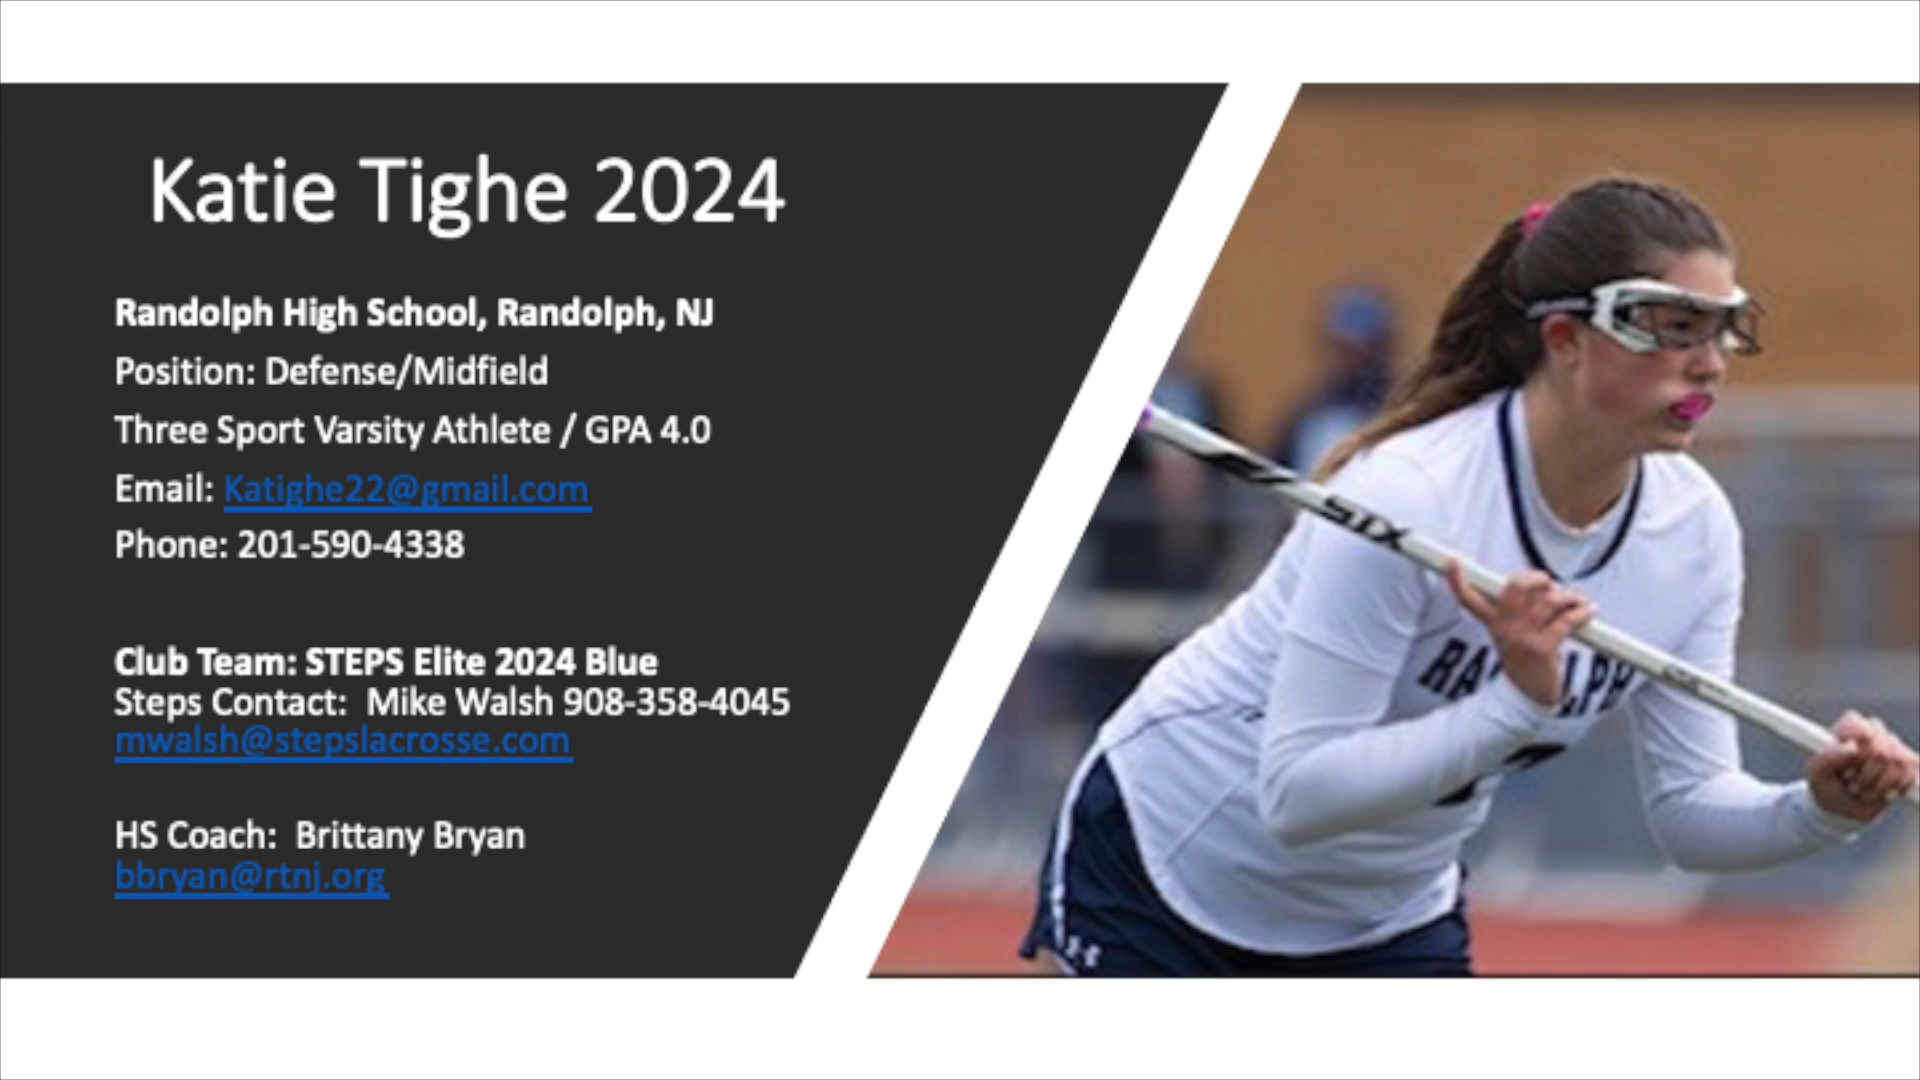 Katie Tighe 2024
Randolph High School, Randolph, NJ
Position: Defense/Midfield
Three Sport Varsity Athlete / GPA 4.0
Email: Katighe22@gmail.com
Phone: 201-590-4338
Club Team: STEPS Elite 2024 Blue
Steps Contact:  Mike Walsh 908-358-4045
mwalsh@stepslacrosse.com
HS Coach:  Brittany Bryan
bbryan@rtnj.org
STX